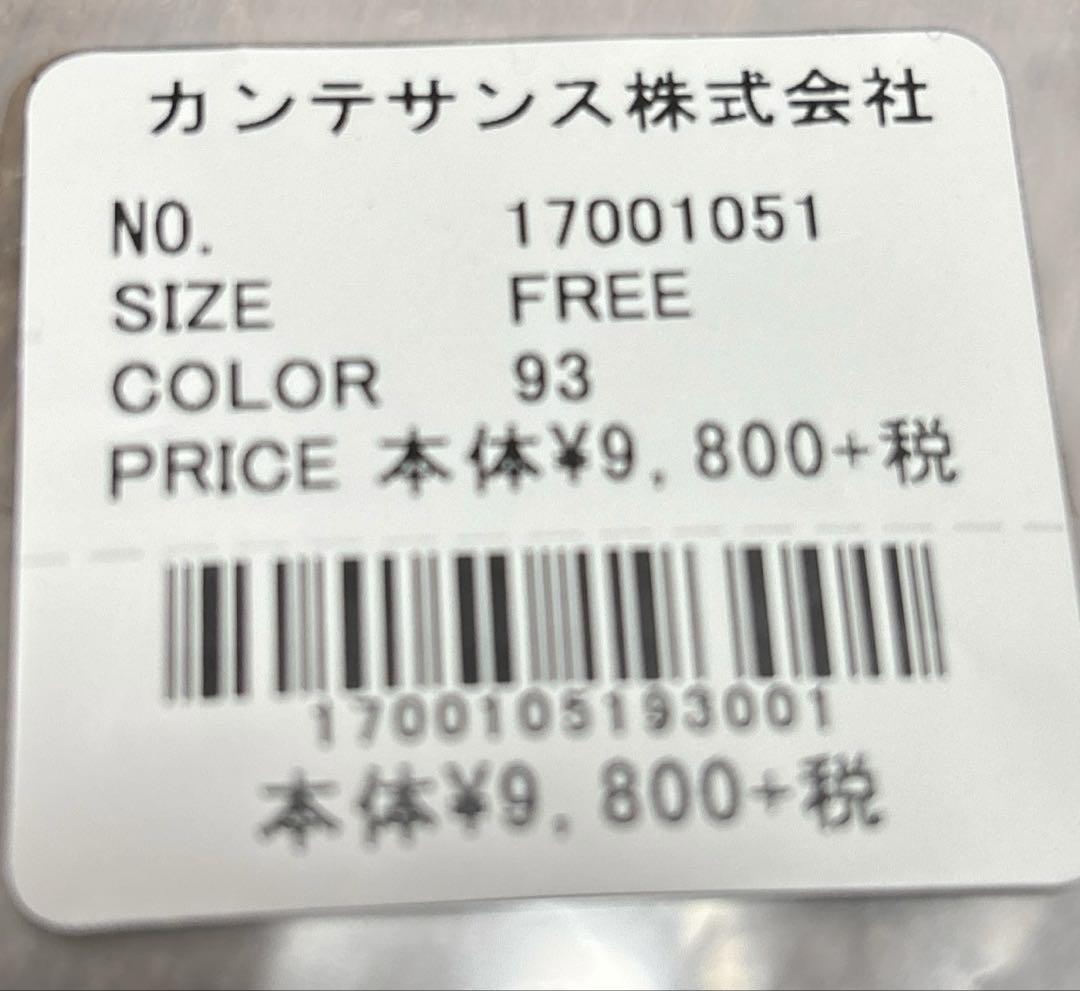 カンテサンス株式会社
NO. 17001051
SIZE FREE
COLOR 93
PRICE 本体¥9,800+税
1700105193001
本体¥9,800+税